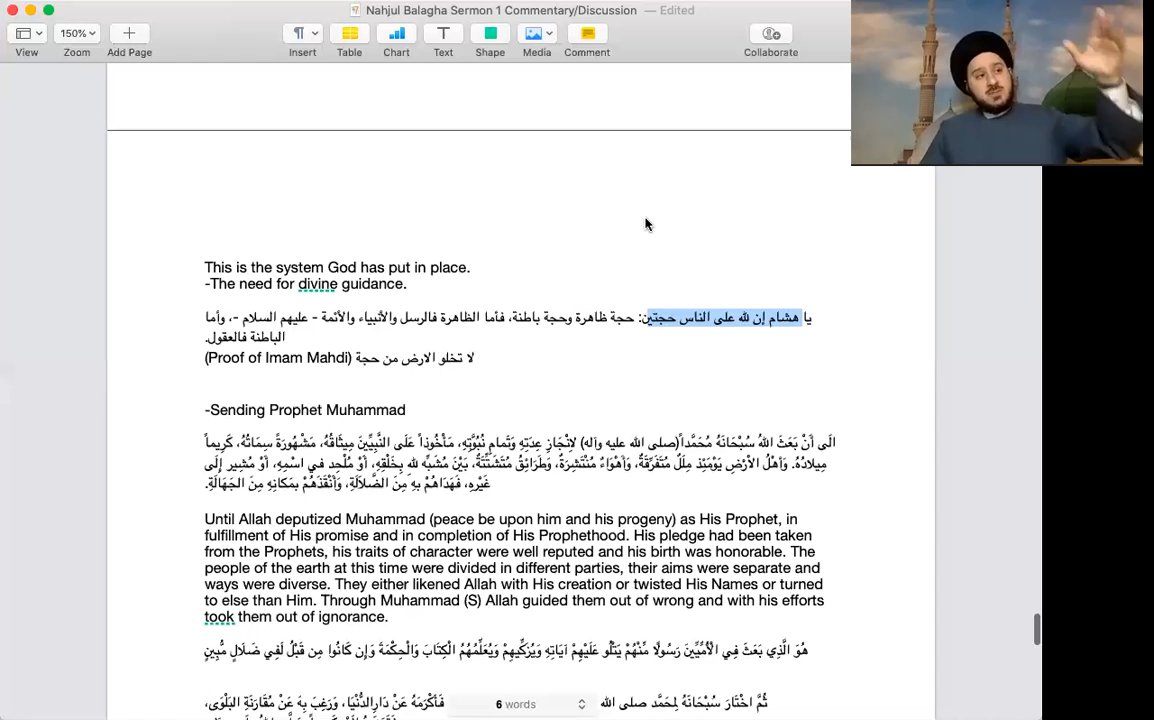 Nahjul Balagha Sermon 1 Commentary/Discussion — Edited
150%
View
Zoom
Add Page
Insert
Table
Chart
Text
Shape
Media
Comment
Collaborate
This is the system God has put in place.
-The need for divine guidance.
يا هشام إن لله على الناس حجتين: حجة ظاهرة وحجة باطنة، فأما الظاهرة فالرسل والأنبياء والأئمة - عليهم السلام -، وأما
الباطنة فالعقول.
(Proof of Imam Mahdi) لا تخلو الارض من حجة
-Sending Prophet Muhammad
الَى أَنْ بَعَثَ اللهُ سُبْحَانَهُ مُحَمَّداً(صلى الله عليه وآله) لاِنْجَازِ عِدَتِهِ وَتَمامِ نُبُوَّتِهِ، مَأْخُوذاً عَلَى النَّبِيِّينَ مِيثَاقُهُ، مَشْهُورَةً سِمَاتُهُ، كَرِيماً
مِيلادُهُ. وَأهْلُ الاَْرْضِ يَوْمَئِذ مِلَلٌ مُتَفَرِّقَةٌ، وَأَهْوَاءٌ مُنْتَشِرَةٌ، وَطَرَائِقُ مُتَشَتِّتَةٌ، بَيْنَ مُشَبِّه للهِِ بِخَلْقِهِ، أَوْ مُلْحِد في اسْمِهِ، أَوْ مُشِير إِلَى
غَيْرِهِ، فَهَدَاهُمْ بهِ مِنَ الضَّلاَلَةِ، وَأَنْقَذَهُمْ بمَكانِهِ مِنَ الجَهَالَةِ.
Until Allah deputized Muhammad (peace be upon him and his progeny) as His Prophet, in
fulfillment of His promise and in completion of His Prophethood. His pledge had been taken
from the Prophets, his traits of character were well reputed and his birth was honorable. The
people of the earth at this time were divided in different parties, their aims were separate and
ways were diverse. They either likened Allah with His creation or twisted His Names or turned
to else than Him. Through Muhammad (S) Allah guided them out of wrong and with his efforts
took them out of ignorance.
هُوَ الَّذِي بَعَثَ فِي الْأُمِّيِّينَ رَسُولًا مِّنْهُمْ يَتْلُو عَلَيْهِمْ آيَاتِهِ وَيُزَكِّيهِمْ وَيُعَلِّمُهُمُ الْكِتَابَ وَالْحِكْمَةَ وَإِن كَانُوا مِن قَبْلُ لَفِي ضَلَالٍ مُّبِينٍ
ثُمَّ اخْتَارَ سُبْحَانَهُ لِمُحَمَّد صلى الله فَأَكْرَمَهُ عَنْ دَارِالدُّنْيَا، وَرَغِبَ بِهِ عَنْ مُقَارَنَةِ البَلْوَى،
6 words